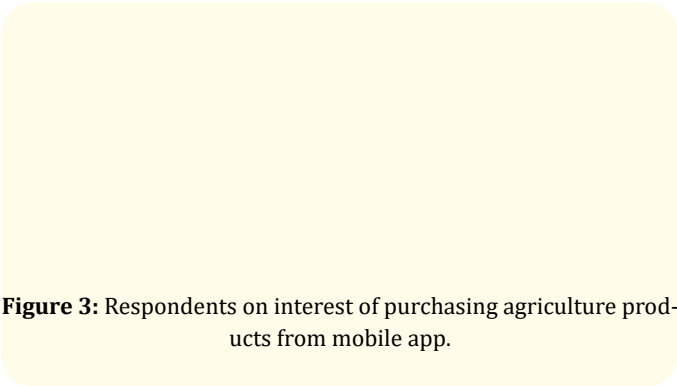 Figure 3: Respondents on interest of purchasing agriculture prod-
ucts from mobile app.